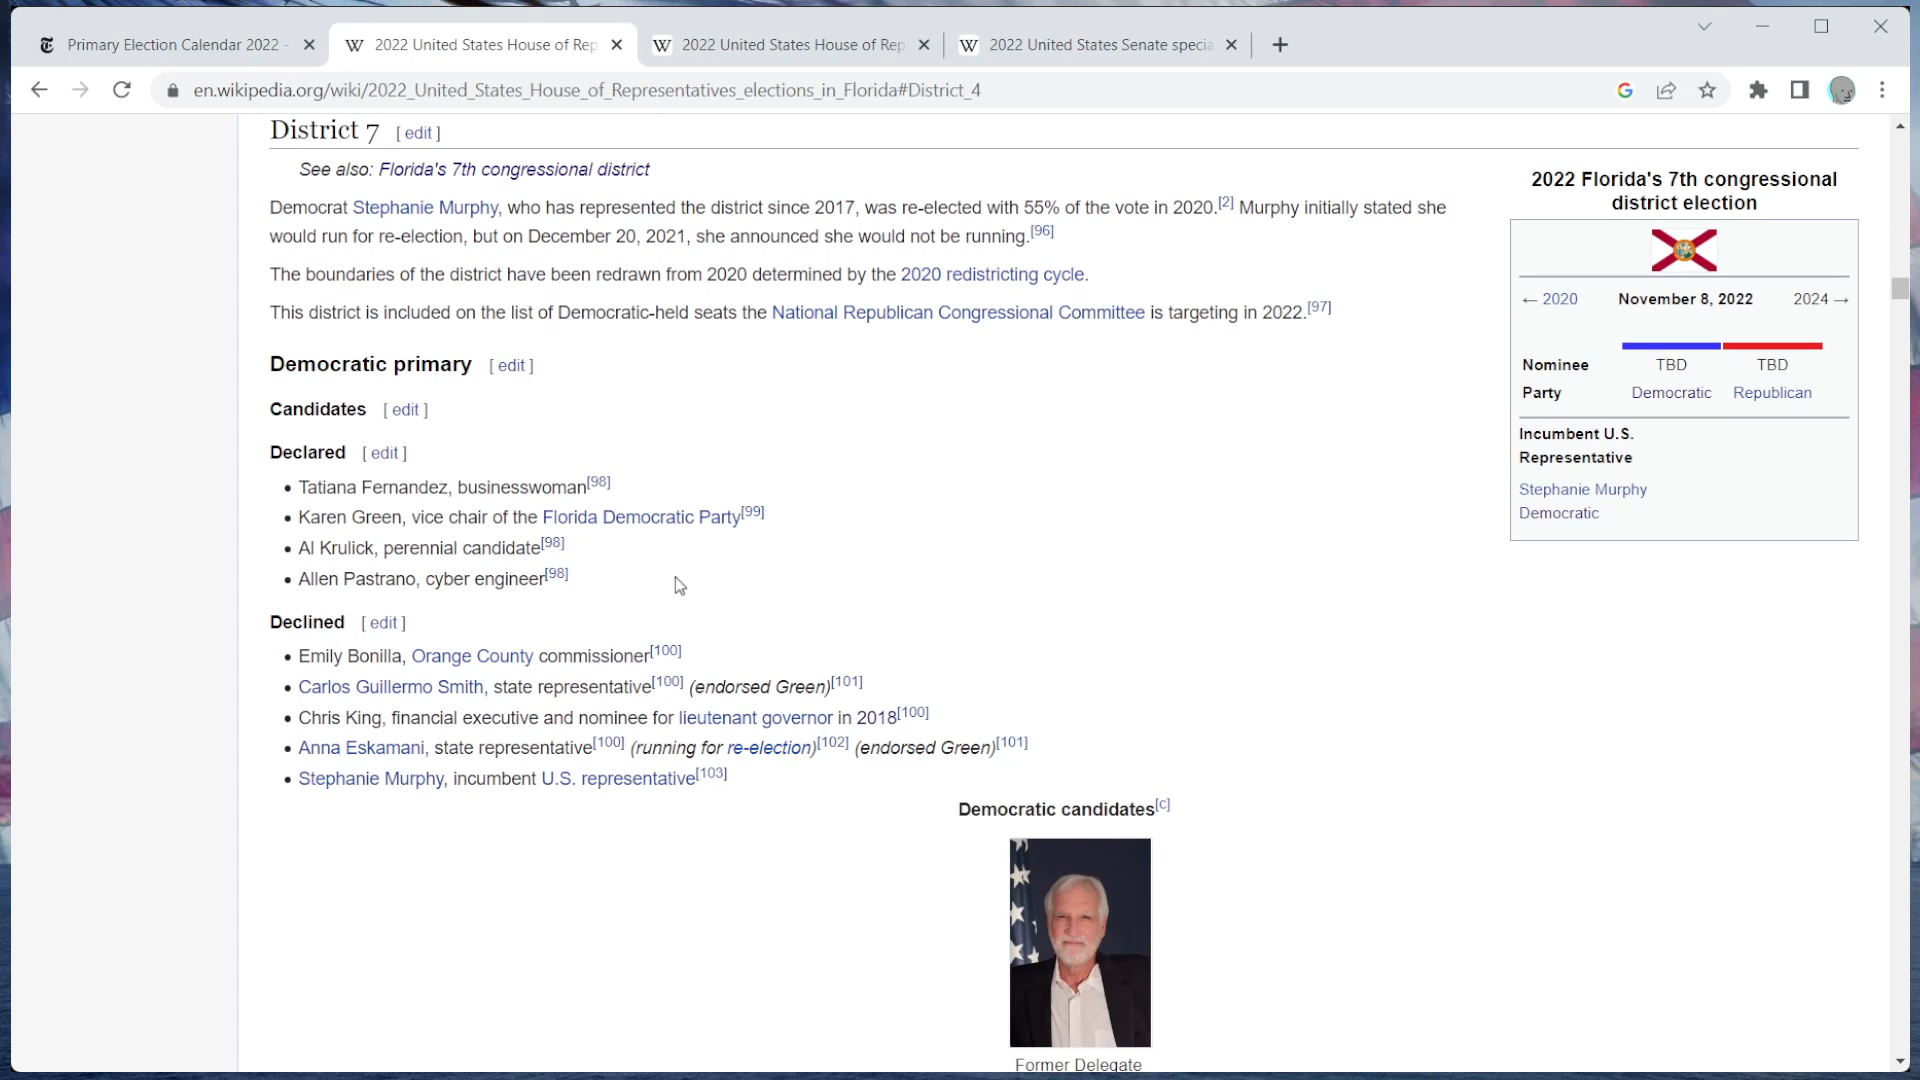 Primary Election Calendar 2022 -
2022 United States House of Rep
2022 United States House of Rep
2022 United States Senate specia
en.wikipedia.org/wiki/2022_United_States_House_of_Representatives_elections_in_Florida#District_4
District 7 [ edit ]
See also: Florida's 7th congressional district
Democrat Stephanie Murphy, who has represented the district since 2017, was re-elected with 55% of the vote in 2020.[2] Murphy initially stated she
would run for re-election, but on December 20, 2021, she announced she would not be running.[96]
The boundaries of the district have been redrawn from 2020 determined by the 2020 redistricting cycle.
This district is included on the list of Democratic-held seats the National Republican Congressional Committee is targeting in 2022.[97]
Democratic primary [ edit ]
Candidates [ edit ]
Declared [ edit ]
• Tatiana Fernandez, businesswoman[98]
• Karen Green, vice chair of the Florida Democratic Party[99]
• Al Krulick, perennial candidate[98]
• Allen Pastrano, cyber engineer[98]
Declined [ edit ]
• Emily Bonilla, Orange County commissioner[100]
• Carlos Guillermo Smith, state representative[100] (endorsed Green)[101]
• Chris King, financial executive and nominee for lieutenant governor in 2018[100]
• Anna Eskamani, state representative[100] (running for re-election)[102] (endorsed Green)[101]
• Stephanie Murphy, incumbent U.S. representative[103]
Democratic candidates[c]
Former Delegate
2022 Florida's 7th congressional
district election
← 2020 November 8, 2022 2024 →
Nominee TBD TBD
Party Democratic Republican
Incumbent U.S.
Representative
Stephanie Murphy
Democratic